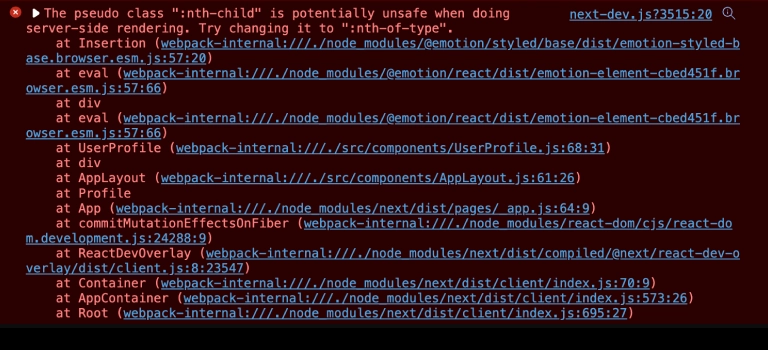 The pseudo class ":nth-child" is potentially unsafe when doing next-dev.js?3515:20
server-side rendering. Try changing it to ":nth-of-type".
at Insertion (webpack-internal:///./node_modules/@emotion/styled/base/dist/emotion-styled-b
ase.browser.esm.js:57:20)
at eval (webpack-internal:///./node_modules/@emotion/react/dist/emotion-element-cbed451f.br
owser.esm.js:57:66)
at div
at eval (webpack-internal:///./node_modules/@emotion/react/dist/emotion-element-cbed451f.br
owser.esm.js:57:66)
at UserProfile (webpack-internal:///./src/components/UserProfile.js:68:31)
at div
at AppLayout (webpack-internal:///./src/components/AppLayout.js:61:26)
at Profile
at App (webpack-internal:///./node_modules/next/dist/pages/_app.js:64:9)
at commitMutationEffectsOnFiber (webpack-internal:///./node_modules/react-dom/cjs/react-do
m.development.js:24288:9)
at ReactDevOverlay (webpack-internal:///./node_modules/next/dist/compiled/@next/react-dev-o
verlay/dist/client.js:8:23547)
at Container (webpack-internal:///./node_modules/next/dist/client/index.js:70:9)
at AppContainer (webpack-internal:///./node_modules/next/dist/client/index.js:573:26)
at Root (webpack-internal:///./node_modules/next/dist/client/index.js:695:27)